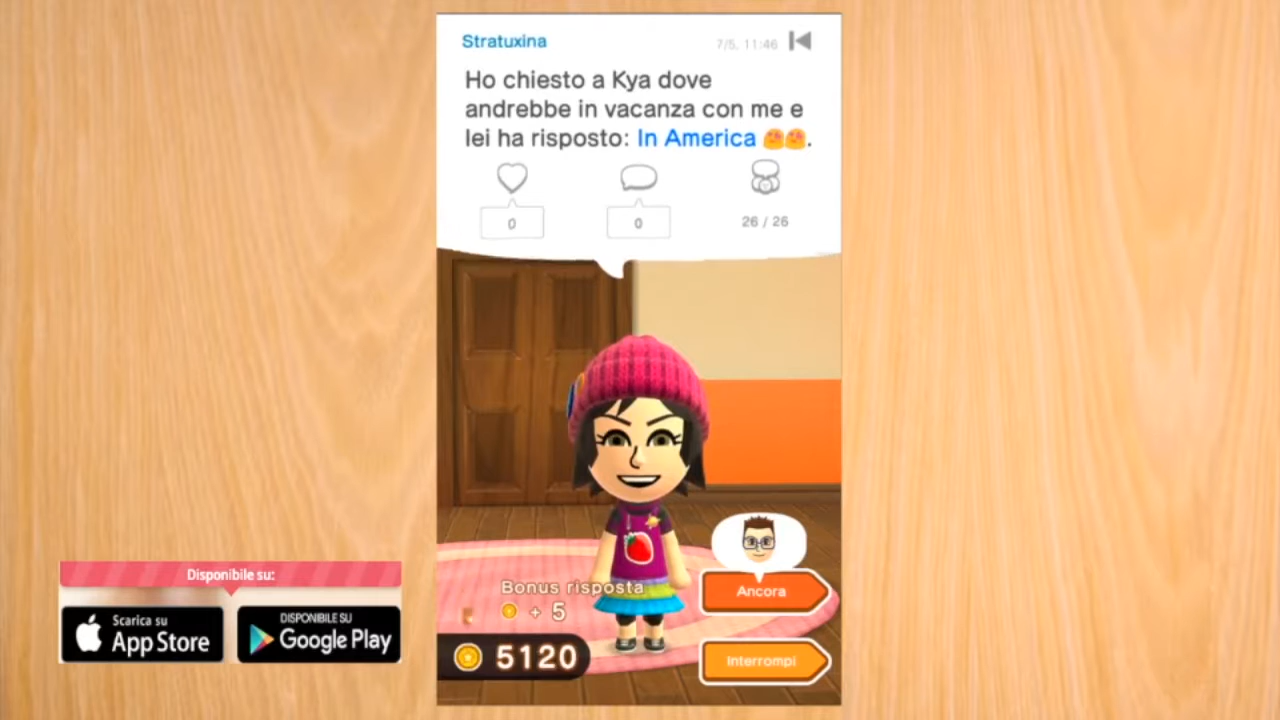 Stratuxina
7/5, 11:46
Ho chiesto a Kya dove
andrebbe in vacanza con me e
lei ha risposto: In America 😍😍.
0
0
26 / 26
Bonus risposta
+ 5
5120
Ancora
Interrompi
Disponibile su:
Scarica su
App Store
DISPONIBILE SU
Google Play